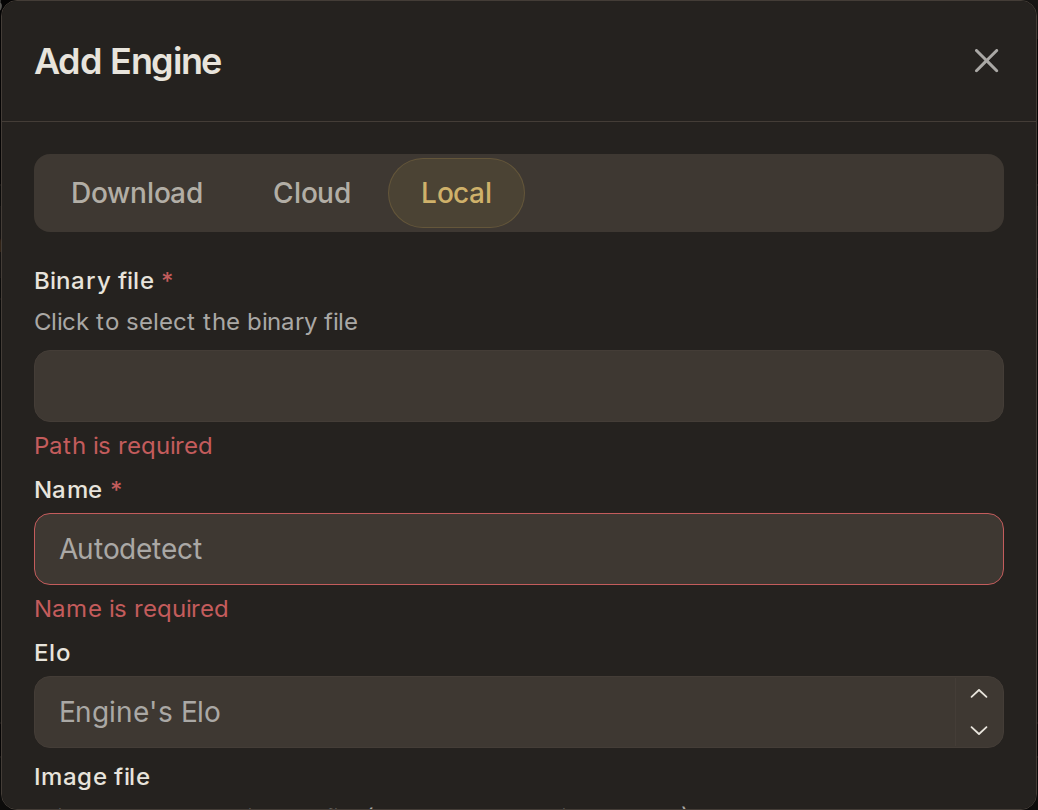 Add Engine
Download Cloud Local
Binary file *
Click to select the binary file
Path is required
Name *
Autodetect
Name is required
Elo
Engine's Elo
Image file